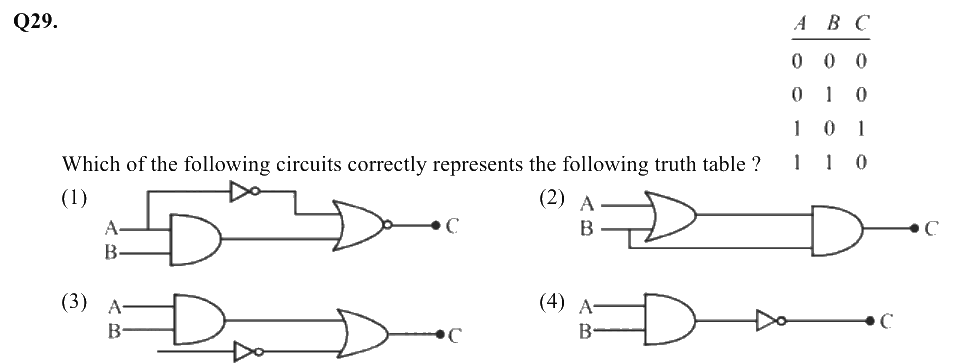 Q29.
A B C
0 0 0
0 1 0
1 0 1
Which of the following circuits correctly represents the following truth table ? 1 1 0
(1) (2)
A
B
C
A
B
C
(3) (4)
A
B
C
A
B
C